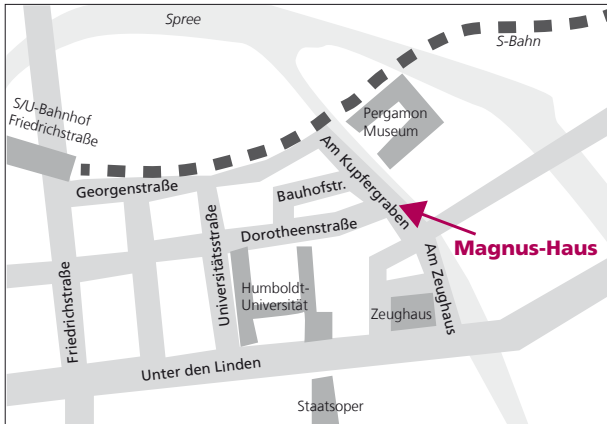 Spree
S-Bahn
S/U-Bahnhof
Friedrichstraße
Pergamon
Museum
Am Kupfergraben
Georgenstraße
Bauhofstr.
Dorotheenstraße
Universitätsstraße
Magnus-Haus
Am Zeughaus
Humboldt-
Universität
Zeughaus
Friedrichstraße
Unter den Linden
Staatsoper